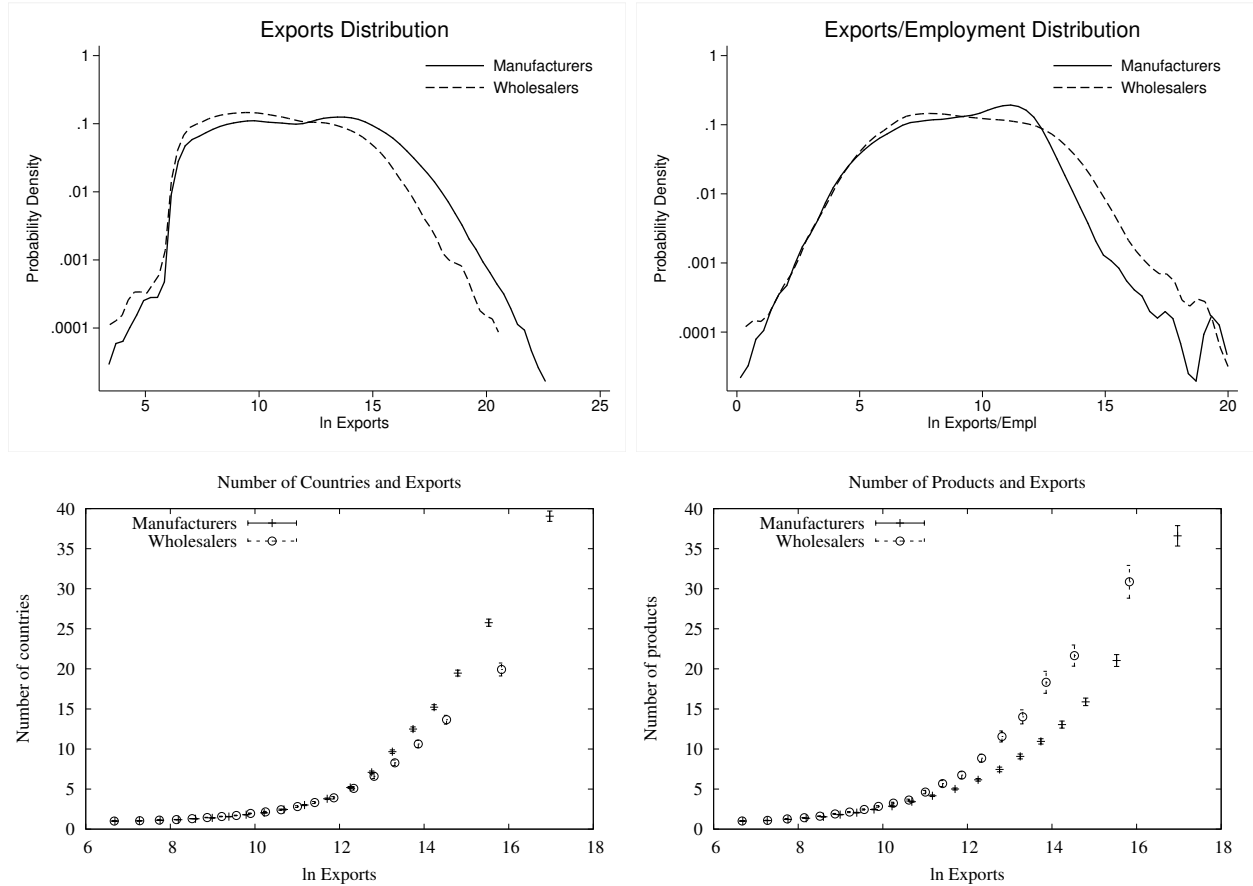 Exports Distribution
Manufacturers
Wholesalers
Probability Density
1
.1
.01
.001
.0001
5 10 15 20 25
ln Exports
Exports/Employment Distribution
Manufacturers
Wholesalers
Probability Density
1
.1
.01
.001
.0001
0 5 10 15 20
ln Exports/Empl
Number of Countries and Exports
Manufacturers
Wholesalers
Number of countries
40
35
30
25
20
15
10
5
0
6 8 10 12 14 16 18
ln Exports
Number of Products and Exports
Manufacturers
Wholesalers
Number of products
40
35
30
25
20
15
10
5
0
6 8 10 12 14 16 18
ln Exports